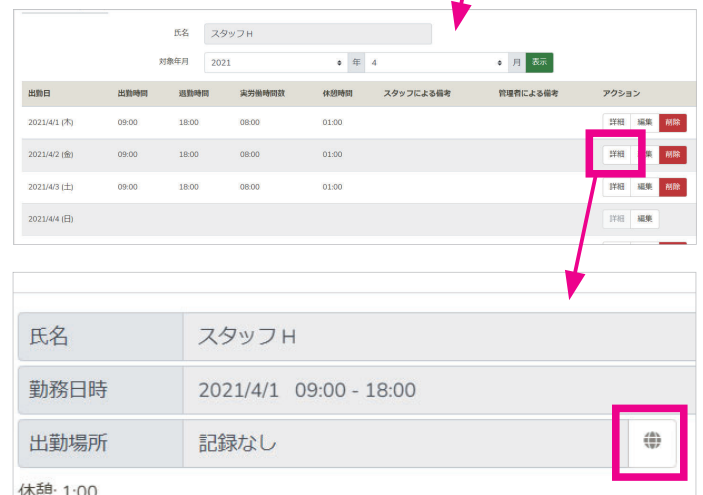 氏名 スタッフ H
対象年月 2021 年 4 月 表示
出勤日 出勤時間 退勤時間 実労働時間数 休憩時間 スタッフによる備考 管理者による備考 アクション
2021/4/1 (木) 09:00 18:00 08:00 01:00 詳細 編集 削除
2021/4/2 (金) 09:00 18:00 08:00 01:00 詳細 編集 削除
2021/4/3 (土) 09:00 18:00 08:00 01:00 詳細 編集 削除
2021/4/4 (日) 詳細 編集
氏名 スタッフ H
勤務日時 2021/4/1 09:00 - 18:00
出勤場所 記録なし
休憩: 1:00